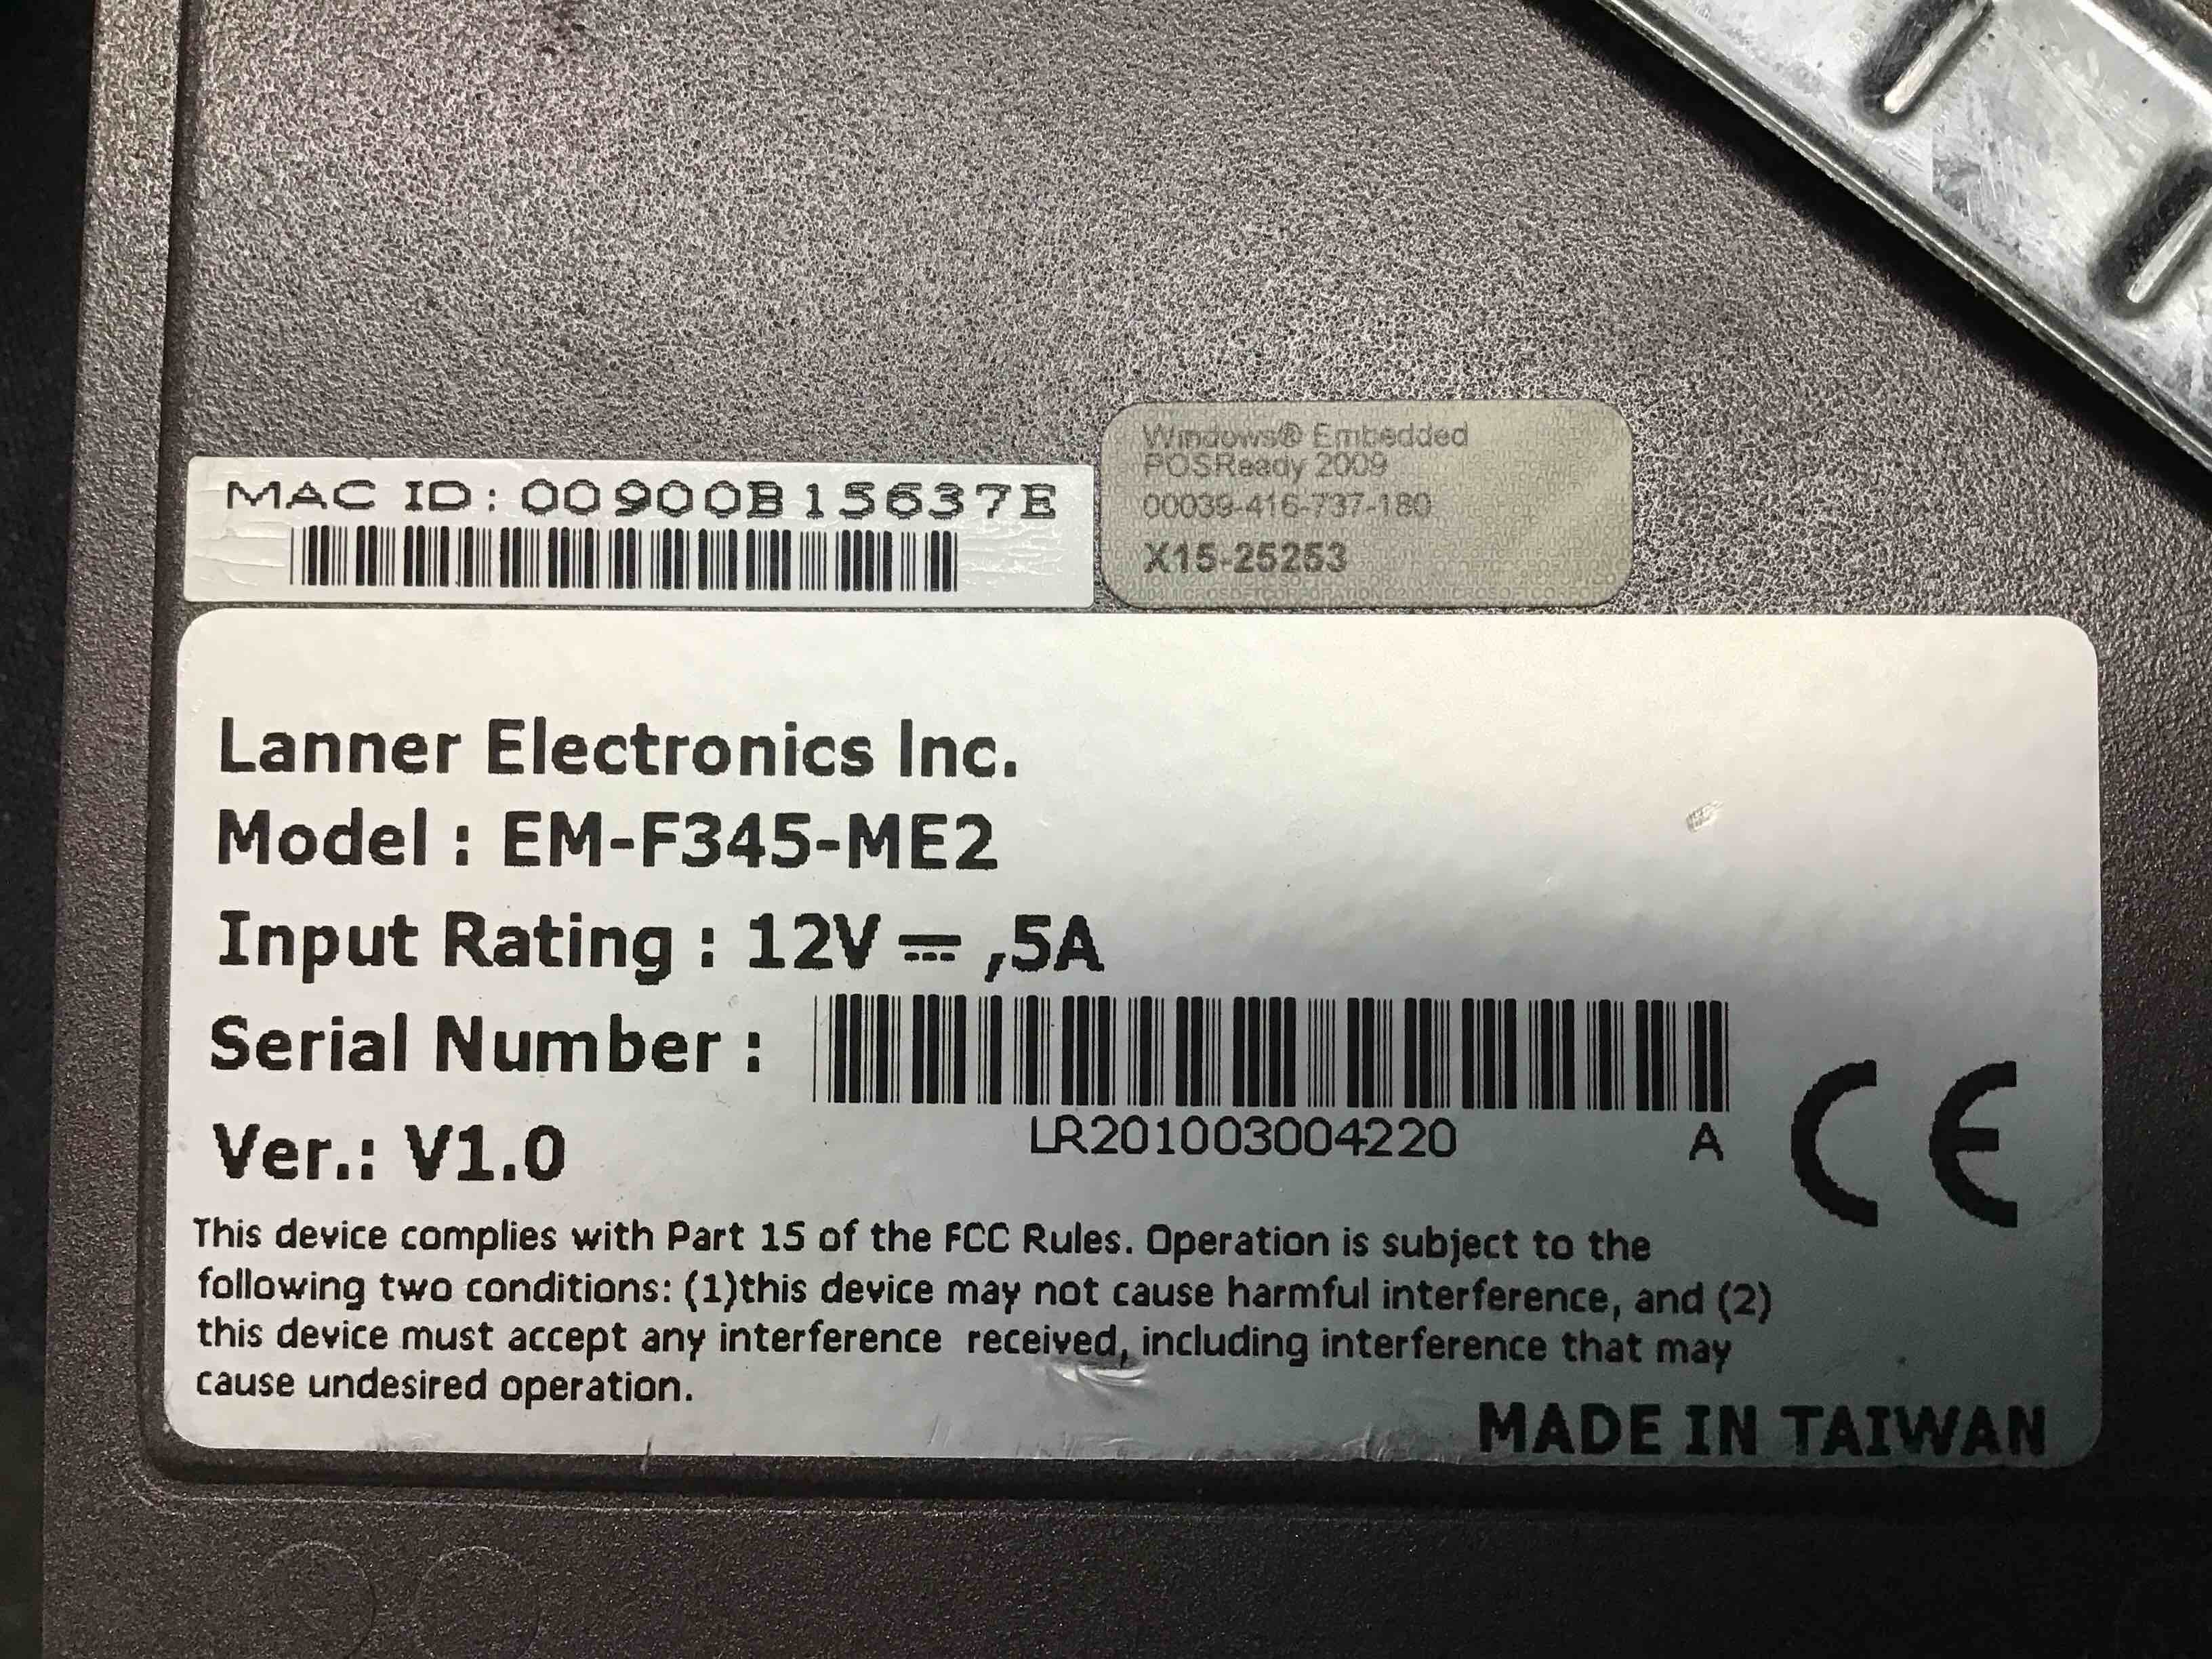 MAC ID: 00900B15637E
Windows® Embedded
POSReady 2009
00039-416-737-180
X15-25253
Lanner Electronics Inc.
Model : EM-F345-ME2
Input Rating : 12V⎓,5A
Serial Number :
LR201003004220 A
Ver.: V1.0
CE
This device complies with Part 15 of the FCC Rules. Operation is subject to the
following two conditions: (1)this device may not cause harmful interference, and (2)
this device must accept any interference received, including interference that may
cause undesired operation.
MADE IN TAIWAN